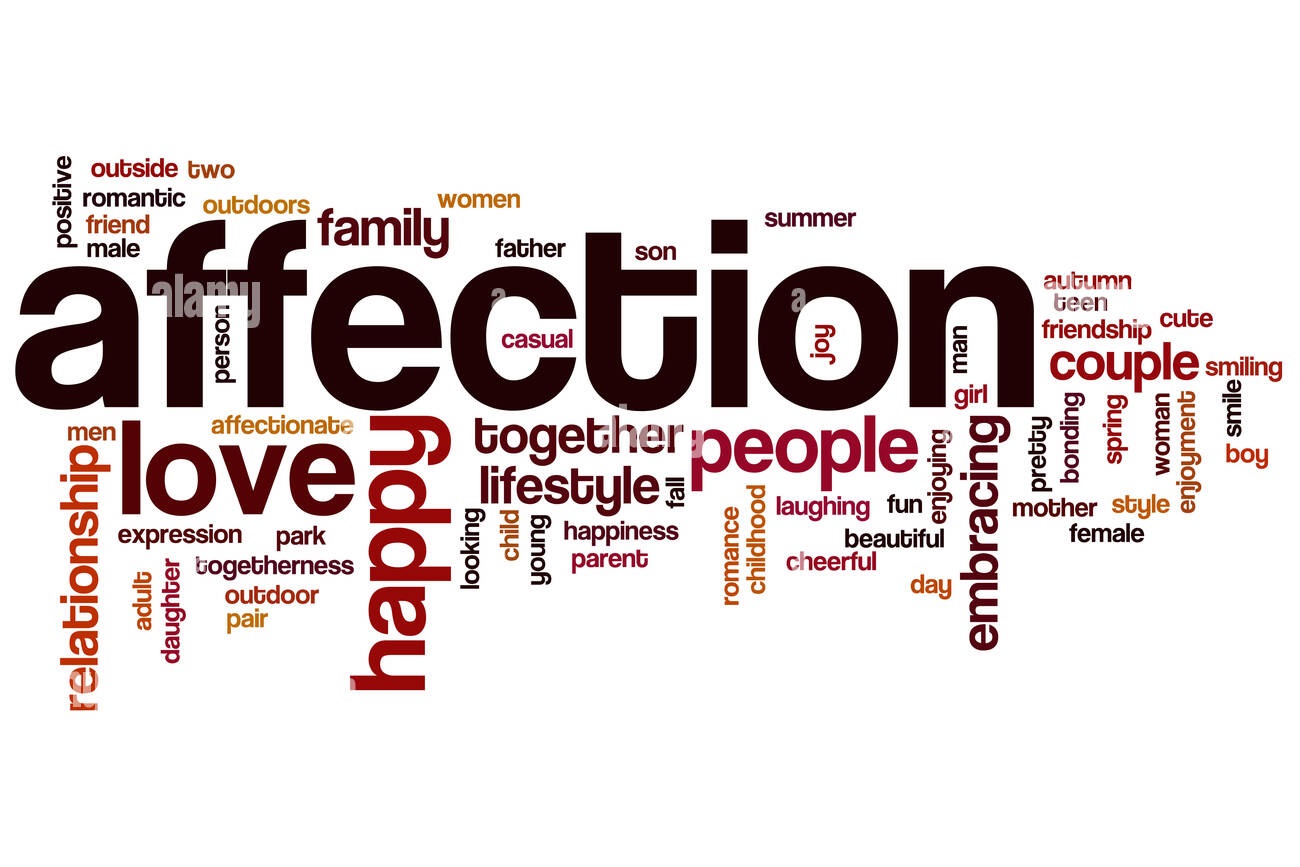 positive
outside two
romantic
outdoors
women
friend
family
male
father
son
summer
affection
alamy
a
a
person
casual
joy
man
autumn
teen
friendship
cute
couple
smiling
girl
men
affectionate
love
happy
together
alamy
people
lifestyle
fall
relationship
expression
park
togetherness
adult
daughter
outdoor
pair
looking
child
young
happiness
parent
romance
childhood
laughing
fun
enjoying
beautiful
cheerful
day
embracing
pretty
bonding
spring
woman
enjoyment
smile
boy
mother
style
female
a
a